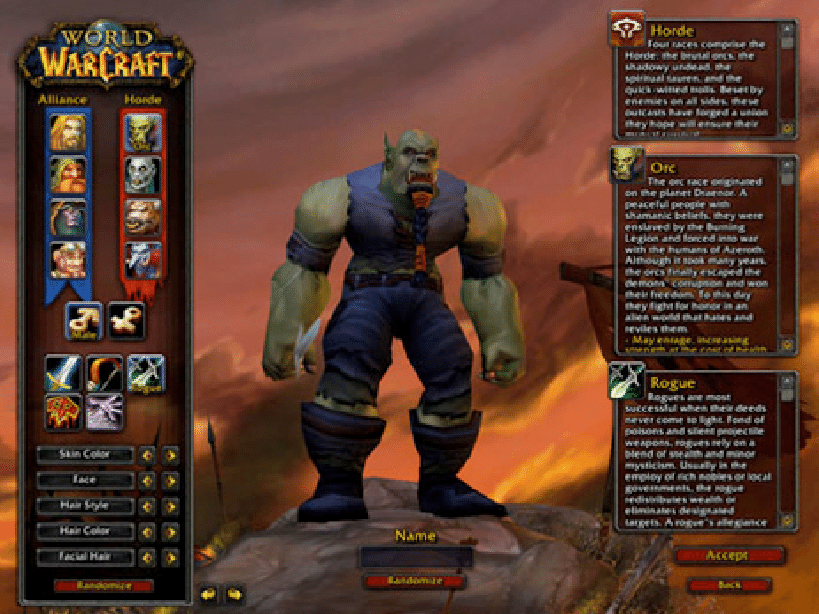 WORLD
WARCRAFT
Alliance
Horde
Male
Rogue
Skin Color
Face
Hair Style
Hair Color
Facial Hair
Randomize
Name
Randomize
Horde
Four races comprise the
Horde: the brutal orcs, the
shadowy undead, the
spiritual tauren, and the
quick-witted trolls. Beset by
enemies on all sides, these
outcasts have forged a union
they hope will ensure their
Orc
The orc race originated
on the planet Draenor. A
peaceful people with
shamanic beliefs, they were
enslaved by the Burning
Legion and forced into war
with the humans of Azeroth.
Although it took many years,
the orcs finally escaped the
demons' corruption and won
their freedom. To this day
they fight for honor in an
alien world that hates and
reviles them.
- May enrage, increasing
strength at the cost of health
Rogue
Rogues are most
successful when their deeds
never come to light. Fond of
poisons and silent projectile
weapons, rogues rely on a
blend of stealth and minor
mysticism. Usually in the
employ of rich nobles or local
governments, the rogue
redistributes wealth or
eliminates designated
targets. A rogue's allegiance
Accept
Back